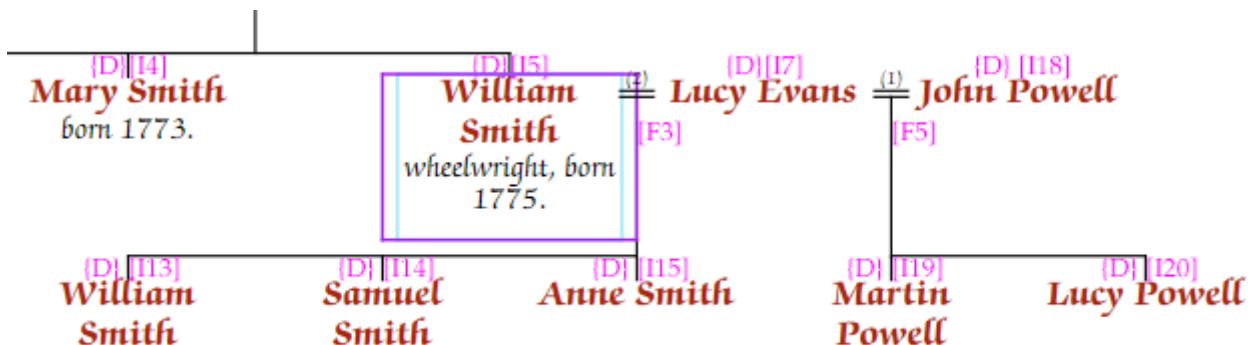 {D} [I4]
Mary Smith
born 1773.
{D} [I5]
William
Smith
wheelwright, born
1775.
(2)
[F3]
{D} [I7]
Lucy Evans
(1)
[F5]
{D} [I18]
John Powell
{D} [I13]
William
Smith
{D} [I14]
Samuel
Smith
{D} [I15]
Anne Smith
{D} [I19]
Martin
Powell
{D} [I20]
Lucy Powell